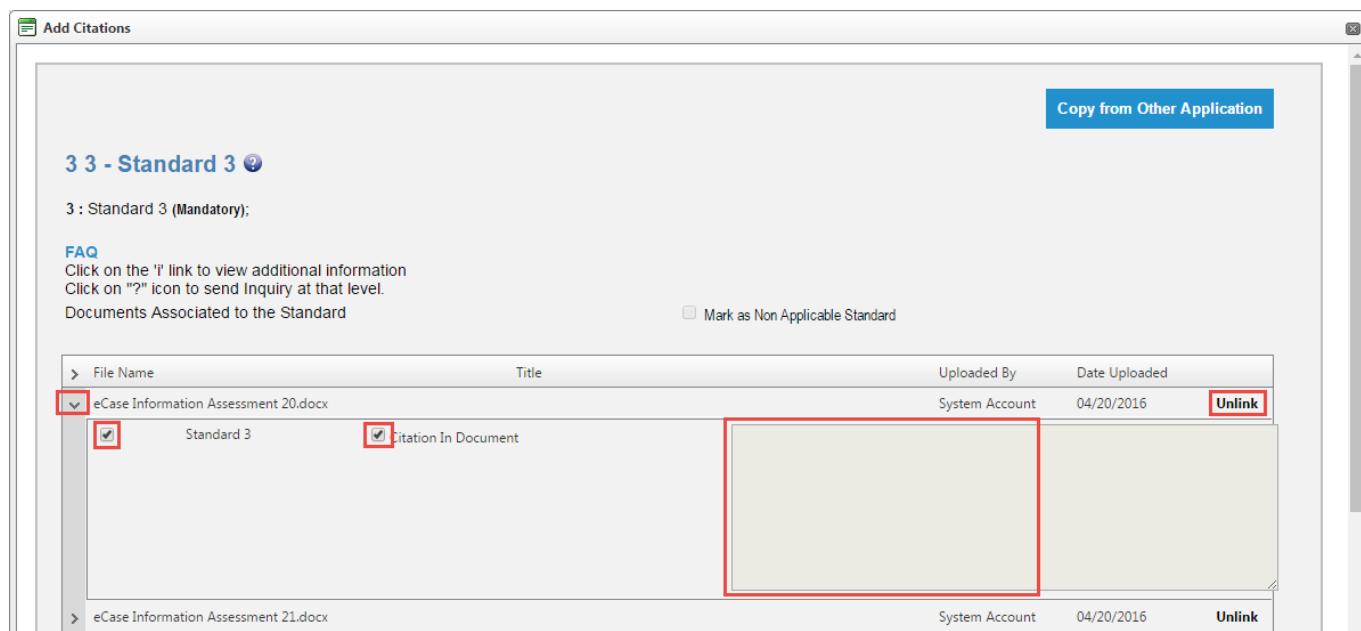 Add Citations
Copy from Other Application
3 3 - Standard 3 ?
3 : Standard 3 (Mandatory);
FAQ
Click on the 'i' link to view additional information
Click on "?" icon to send Inquiry at that level.
Documents Associated to the Standard Mark as Non Applicable Standard
File Name Title Uploaded By Date Uploaded
eCase Information Assessment 20.docx System Account 04/20/2016 Unlink
Standard 3 Citation In Document
eCase Information Assessment 21.docx System Account 04/20/2016 Unlink